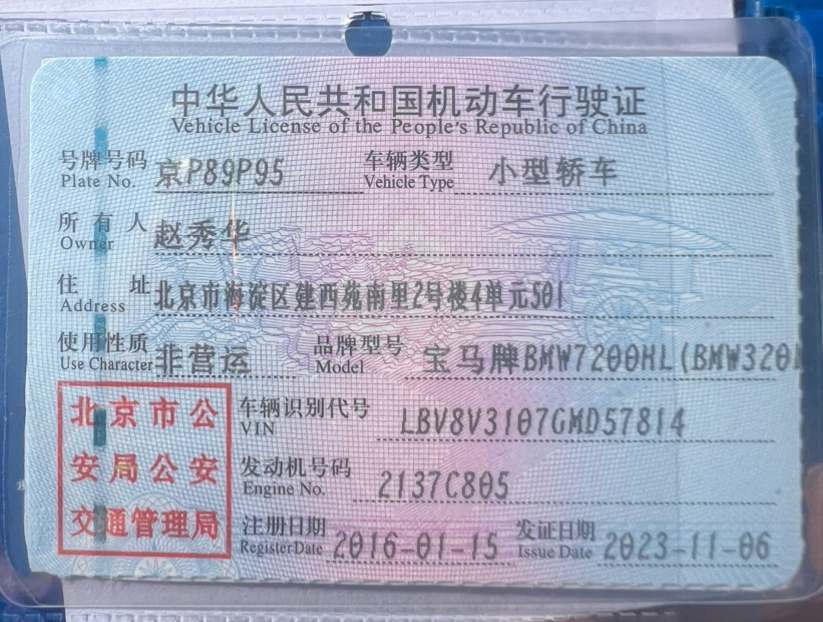 中华人民共和国机动车行驶证
Vehicle License of the People's Republic of China
号牌号码 京P89P95 车辆类型 小型轿车
Plate No. Vehicle Type
所有人 赵秀华
Owner
住址 北京市海淀区建西苑南里2号楼4单元501
Address
使用性质 非营运 品牌型号 宝马牌BMW7200HL(BMW320L
Use Character Model
北京市公
安局公安
交通管理局
车辆识别代号 LBV8V3107GMD57814
VIN
发动机号码 2137C805
Engine No.
注册日期 2016-01-15 发证日期 2023-11-06
Register Date Issue Date